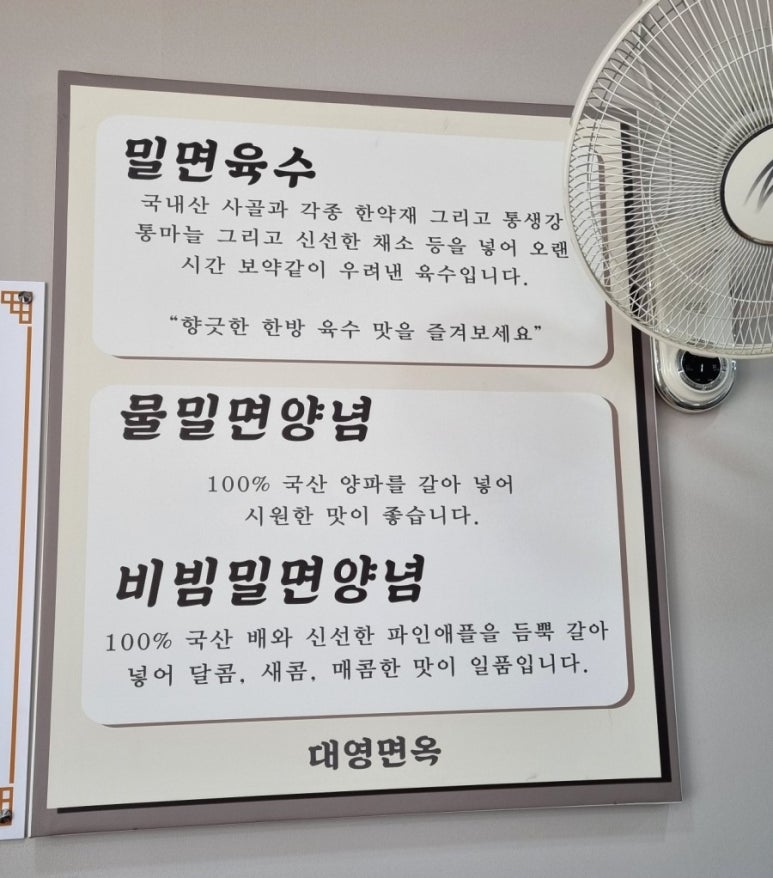 밀면육수
국내산 사골과 각종 한약재 그리고 통생강
통마늘 그리고 신선한 채소 등을 넣어 오랜
시간 보약같이 우려낸 육수입니다.
“향긋한 한방 육수 맛을 즐겨보세요”
물밀면양념
100% 국산 양파를 갈아 넣어
시원한 맛이 좋습니다.
비빔밀면양념
100% 국산 배와 신선한 파인애플을 듬뿍 갈아
넣어 달콤, 새콤, 매콤한 맛이 일품입니다.
대영면옥